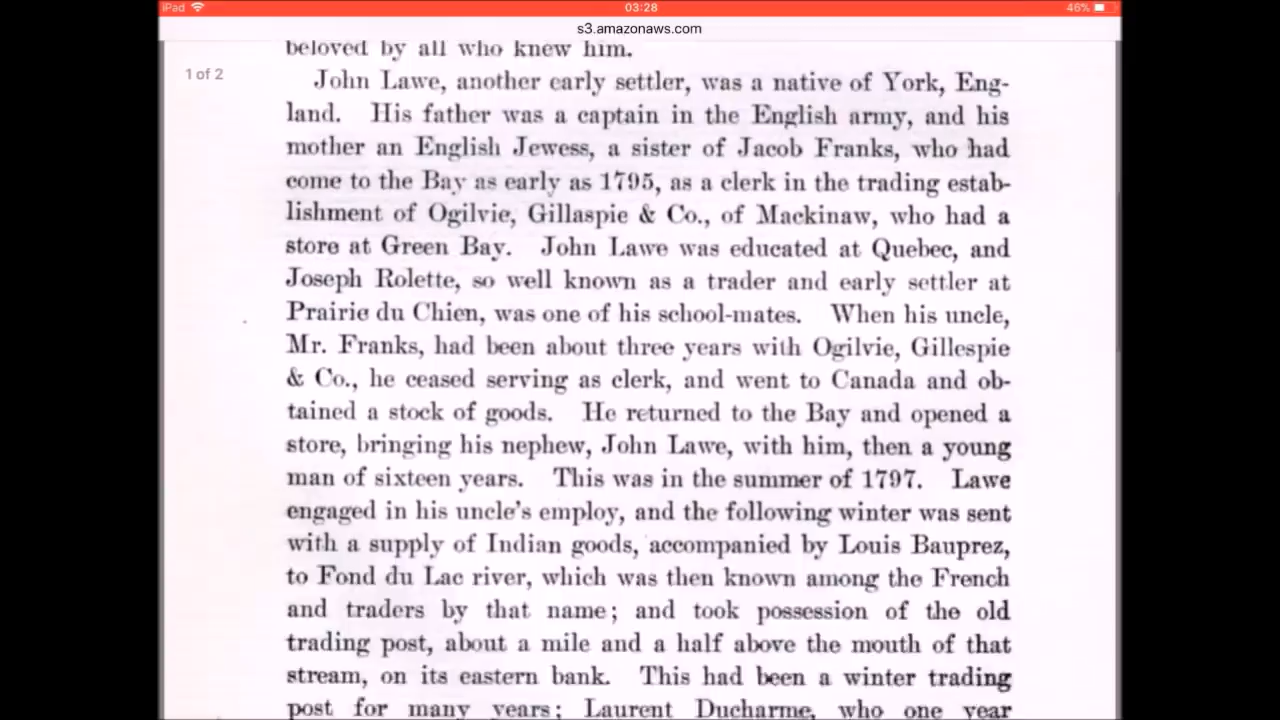 iPad 03:28 46%
s3.amazonaws.com
beloved by all who knew him.
1 of 2
John Lawe, another early settler, was a native of York, Eng-
land. His father was a captain in the English army, and his
mother an English Jewess, a sister of Jacob Franks, who had
come to the Bay as early as 1795, as a clerk in the trading estab-
lishment of Ogilvie, Gillaspie & Co., of Mackinaw, who had a
store at Green Bay. John Lawe was educated at Quebec, and
Joseph Rolette, so well known as a trader and early settler at
Prairie du Chien, was one of his school-mates. When his uncle,
Mr. Franks, had been about three years with Ogilvie, Gillespie
& Co., he ceased serving as clerk, and went to Canada and ob-
tained a stock of goods. He returned to the Bay and opened a
store, bringing his nephew, John Lawe, with him, then a young
man of sixteen years. This was in the summer of 1797. Lawe
engaged in his uncle's employ, and the following winter was sent
with a supply of Indian goods, accompanied by Louis Bauprez,
to Fond du Lac river, which was then known among the French
and traders by that name; and took possession of the old
trading post, about a mile and a half above the mouth of that
stream, on its eastern bank. This had been a winter trading
post for many years; Laurent Ducharme, who one year